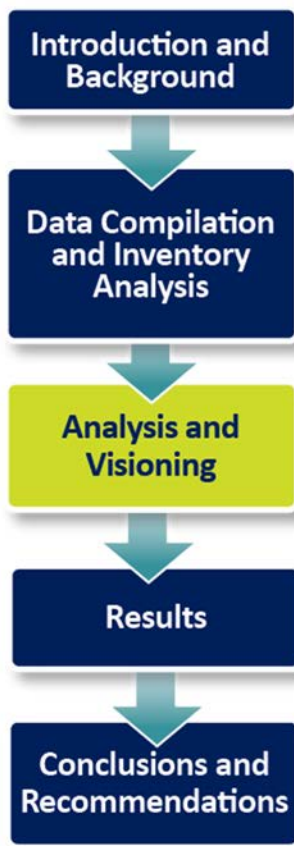 Introduction and
Background
Data Compilation
and Inventory
Analysis
Analysis and
Visioning
Results
Conclusions and
Recommendations